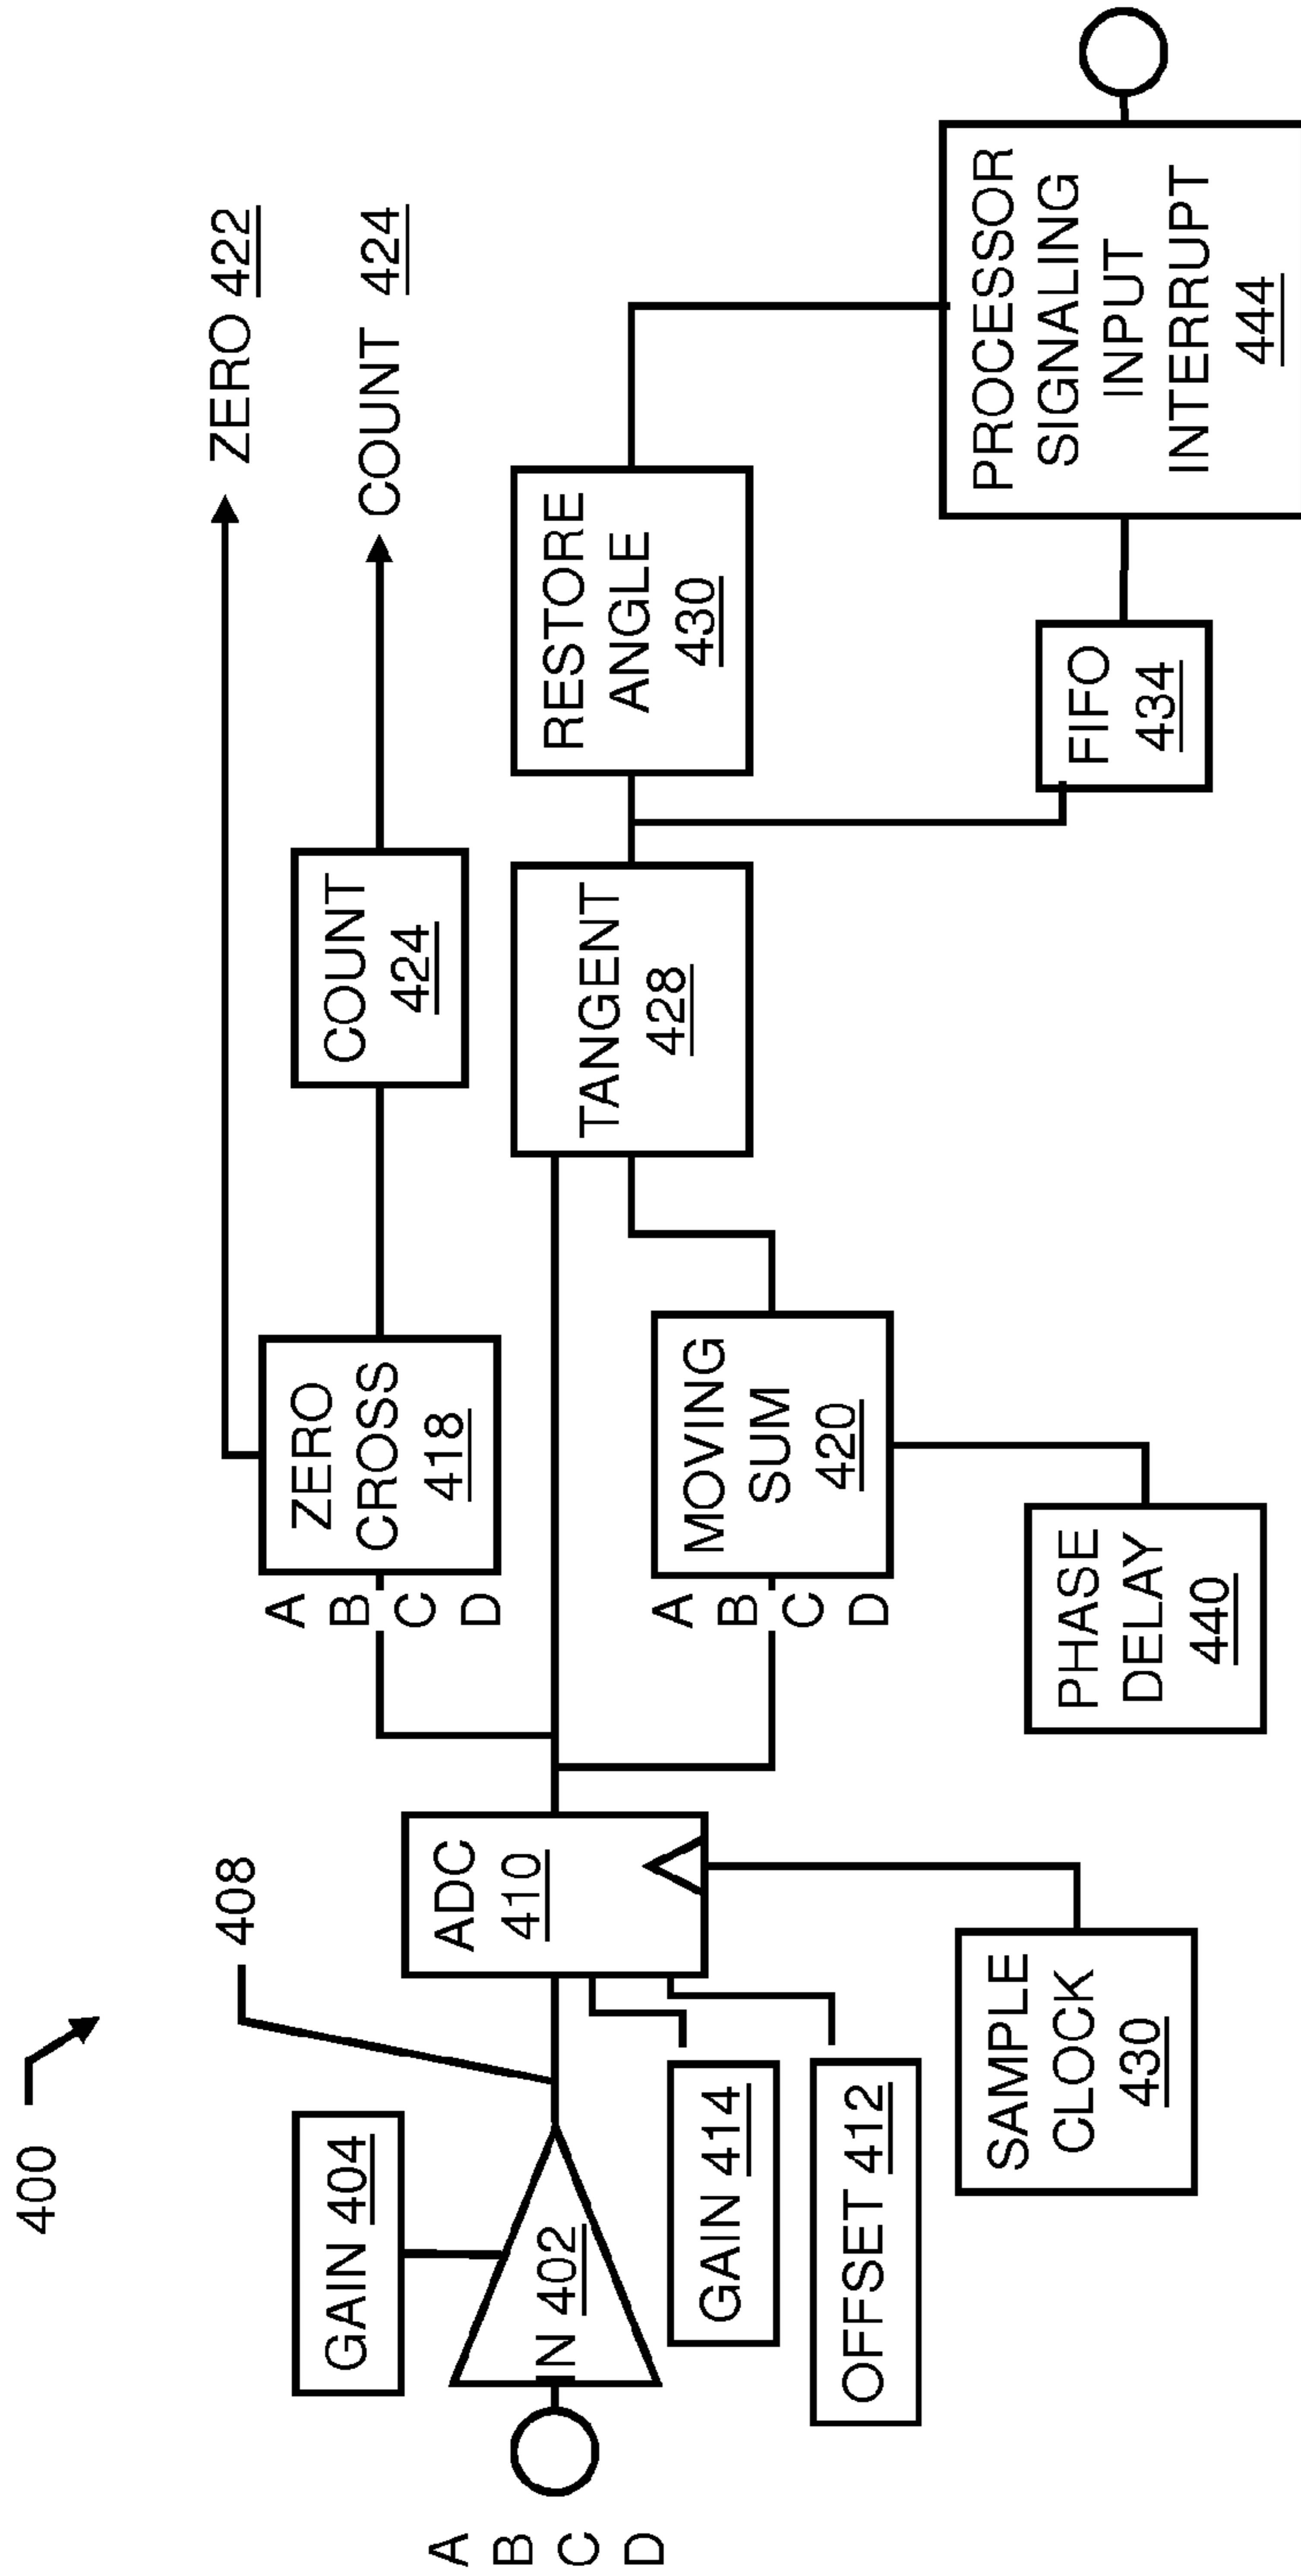 400
A
B
C
D
GAIN 404
IN 402
408
GAIN 414
OFFSET 412
ADC
410
SAMPLE
CLOCK
430
A
B
C
D
ZERO
CROSS
418
A
B
C
D
MOVING
SUM
420
PHASE
DELAY
440
COUNT
424
ZERO 422
COUNT 424
TANGENT
428
RESTORE
ANGLE
430
FIFO
434
PROCESSOR
SIGNALING
INPUT
INTERRUPT
444